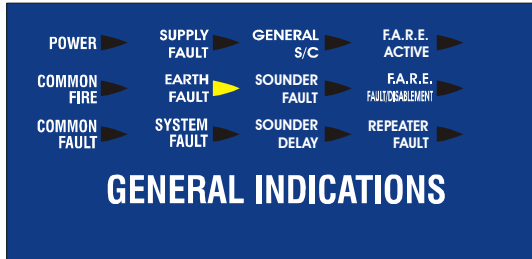 POWER
SUPPLY
FAULT
GENERAL
S/C
F.A.R.E.
ACTIVE
COMMON
FIRE
EARTH
FAULT
SOUNDER
FAULT
F.A.R.E.
FAULT/DISABLEMENT
COMMON
FAULT
SYSTEM
FAULT
SOUNDER
DELAY
REPEATER
FAULT
GENERAL INDICATIONS